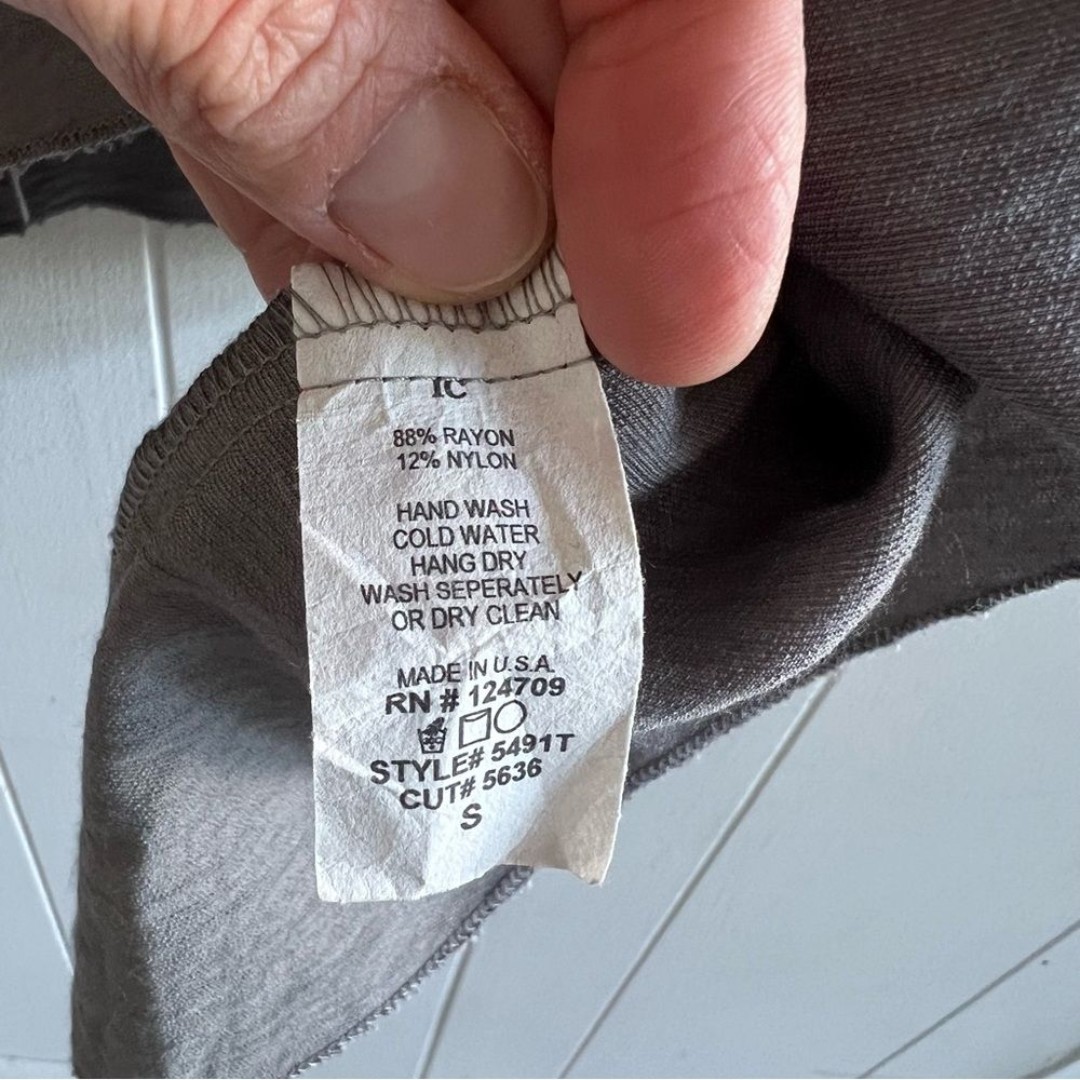 IC
88% RAYON
12% NYLON
HAND WASH
COLD WATER
HANG DRY
WASH SEPERATELY
OR DRY CLEAN
MADE IN U.S.A.
RN # 124709
STYLE# 5491T
CUT# 5636
S